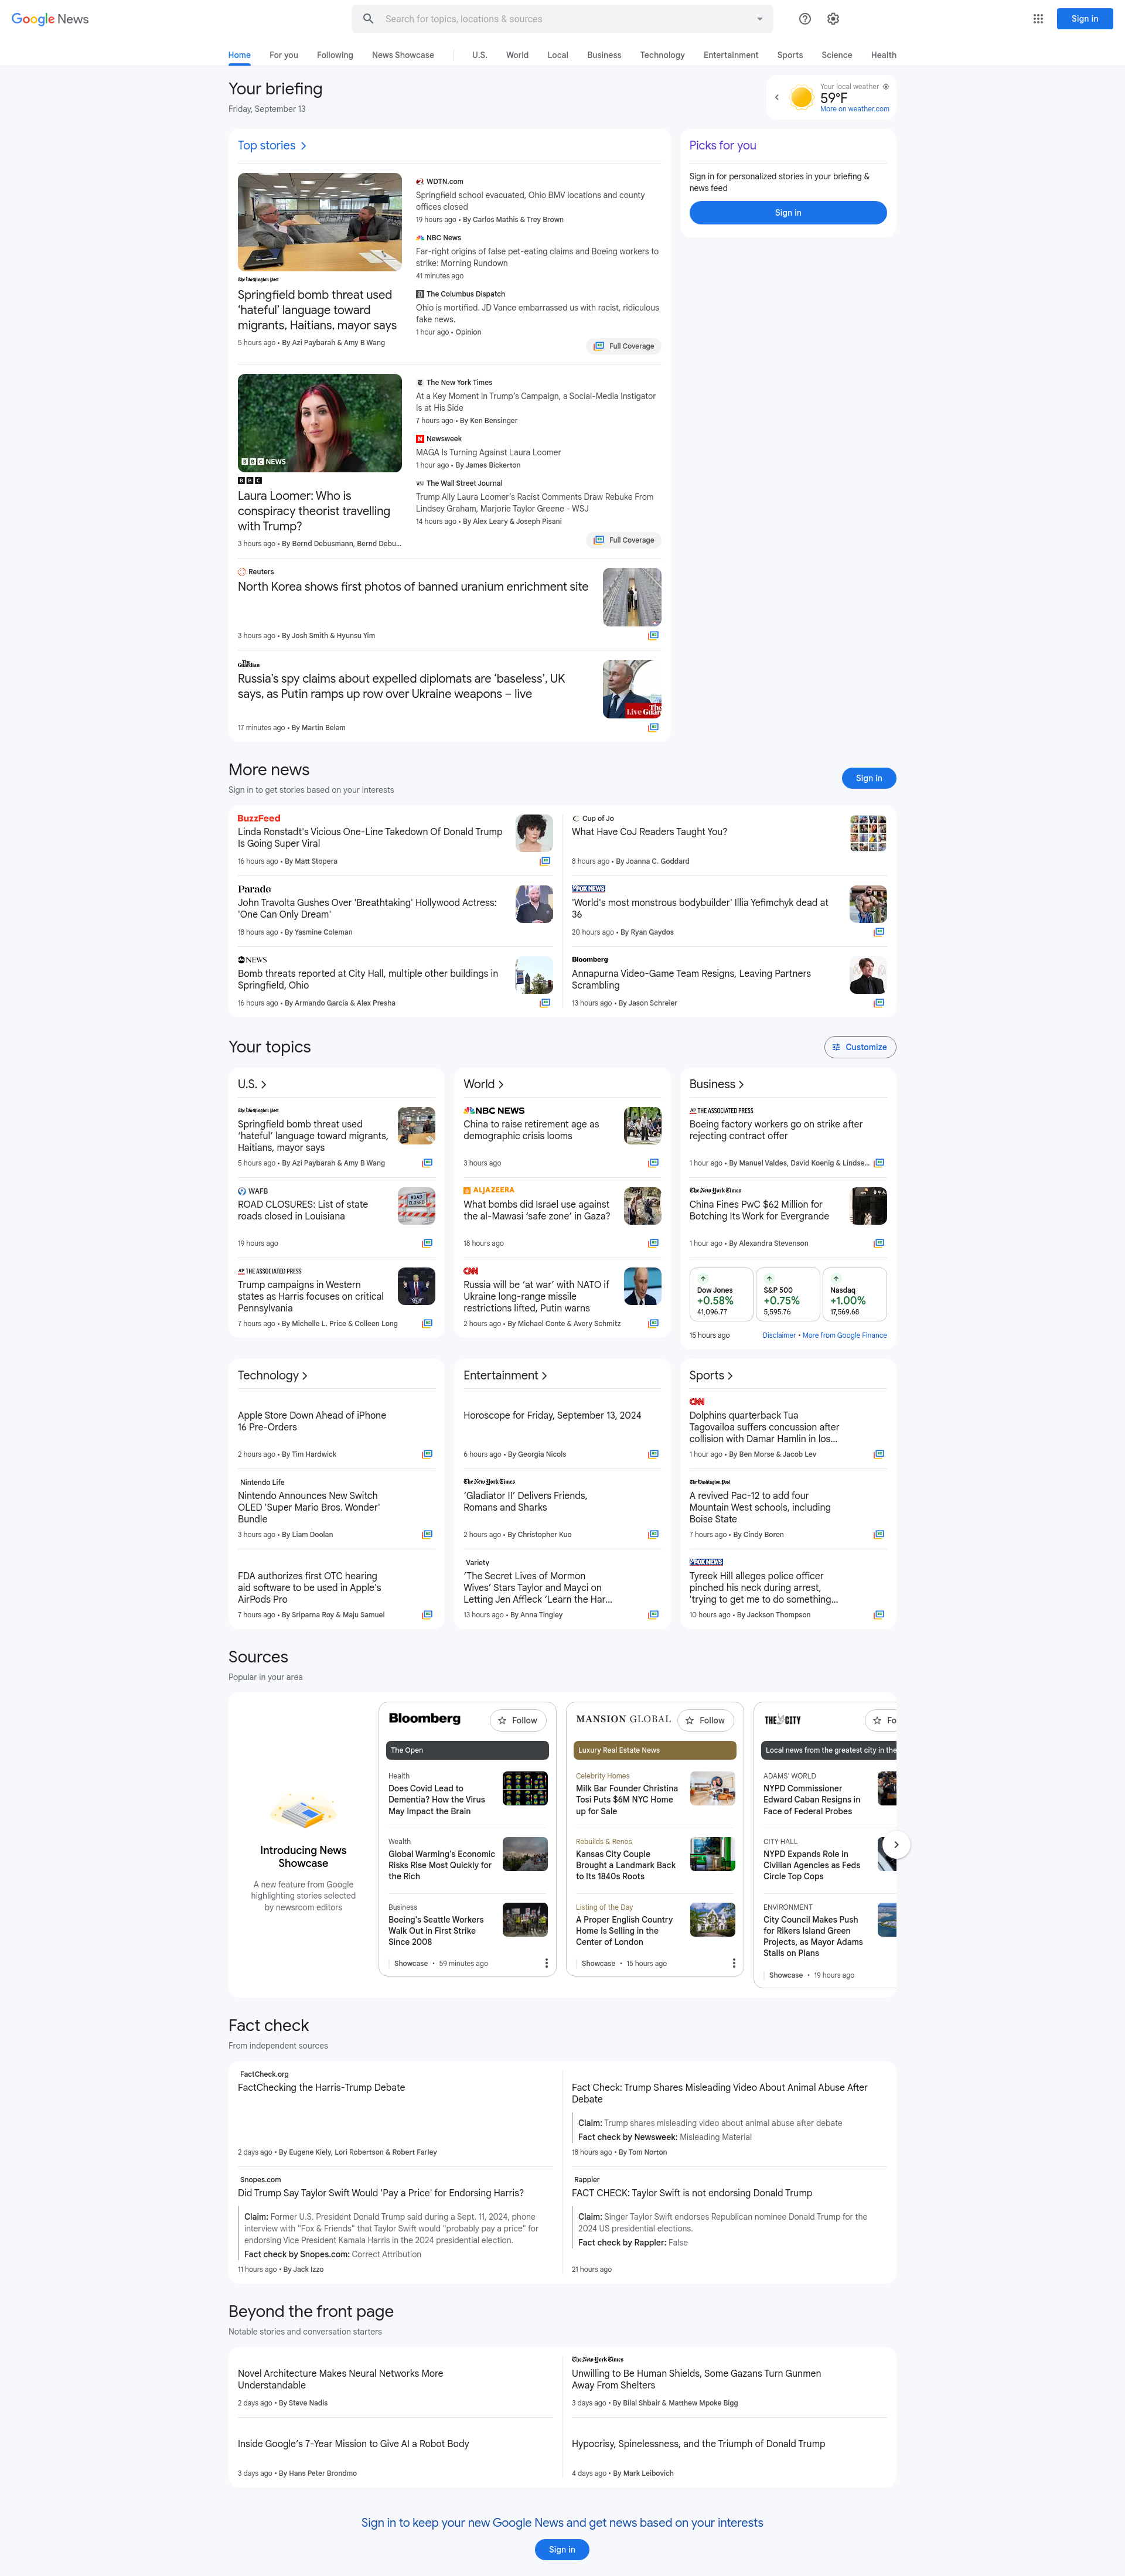 Google News
Search for topics, locations & sources
Sign in
Home For you Following News Showcase U.S. World Local Business Technology Entertainment Sports Science Health
Your briefing
Friday, September 13
Your local weather
59°F
More on weather.com
Top stories
The Washington Post
Springfield bomb threat used
‘hateful’ language toward
migrants, Haitians, mayor says
5 hours ago • By Azi Paybarah & Amy B Wang
WDTN.com
Springfield school evacuated, Ohio BMV locations and county
offices closed
19 hours ago • By Carlos Mathis & Trey Brown
NBC News
Far-right origins of false pet-eating claims and Boeing workers to
strike: Morning Rundown
41 minutes ago
The Columbus Dispatch
Ohio is mortified. JD Vance embarrassed us with racist, ridiculous
fake news.
1 hour ago • Opinion
Full Coverage
Picks for you
Sign in for personalized stories in your briefing &
news feed
Sign in
BBC NEWS
BBC
Laura Loomer: Who is
conspiracy theorist travelling
with Trump?
3 hours ago • By Bernd Debusmann, Bernd Debu...
The New York Times
At a Key Moment in Trump’s Campaign, a Social-Media Instigator
Is at His Side
7 hours ago • By Ken Bensinger
Newsweek
MAGA Is Turning Against Laura Loomer
1 hour ago • By James Bickerton
The Wall Street Journal
Trump Ally Laura Loomer’s Racist Comments Draw Rebuke From
Lindsey Graham, Marjorie Taylor Greene - WSJ
14 hours ago • By Alex Leary & Joseph Pisani
Full Coverage
Reuters
North Korea shows first photos of banned uranium enrichment site
3 hours ago • By Josh Smith & Hyunsu Yim
The Guardian
Russia’s spy claims about expelled diplomats are ‘baseless’, UK
says, as Putin ramps up row over Ukraine weapons – live
17 minutes ago • By Martin Belam
Live
More news
Sign in to get stories based on your interests
Sign in
BuzzFeed
Linda Ronstadt's Vicious One-Line Takedown Of Donald Trump
Is Going Super Viral
16 hours ago • By Matt Stopera
Cup of Jo
What Have CoJ Readers Taught You?
8 hours ago • By Joanna C. Goddard
Parade
John Travolta Gushes Over 'Breathtaking' Hollywood Actress:
'One Can Only Dream'
18 hours ago • By Yasmine Coleman
FOX NEWS
'World's most monstrous bodybuilder' Illia Yefimchyk dead at
36
20 hours ago • By Ryan Gaydos
abc NEWS
Bomb threats reported at City Hall, multiple other buildings in
Springfield, Ohio
16 hours ago • By Armando Garcia & Alex Presha
Bloomberg
Annapurna Video-Game Team Resigns, Leaving Partners
Scrambling
13 hours ago • By Jason Schreier
Your topics
Customize
U.S.
The Washington Post
Springfield bomb threat used
‘hateful’ language toward migrants,
Haitians, mayor says
5 hours ago • By Azi Paybarah & Amy B Wang
WAFB
ROAD CLOSURES: List of state
roads closed in Louisiana
ROAD
CLOSED
19 hours ago
AP THE ASSOCIATED PRESS
Trump campaigns in Western
states as Harris focuses on critical
Pennsylvania
7 hours ago • By Michelle L. Price & Colleen Long
World
NBC NEWS
China to raise retirement age as
demographic crisis looms
3 hours ago
ALJAZEERA
What bombs did Israel use against
the al-Mawasi ‘safe zone’ in Gaza?
18 hours ago
CNN
Russia will ‘at war’ with NATO if
Ukraine long-range missile
restrictions lifted, Putin warns
2 hours ago • By Michael Conte & Avery Schmitz
Business
AP THE ASSOCIATED PRESS
Boeing factory workers go on strike after
rejecting contract offer
1 hour ago • By Manuel Valdes, David Koenig & Lindse...
The New York Times
China Fines PwC $62 Million for
Botching Its Work for Evergrande
1 hour ago • By Alexandra Stevenson
Dow Jones
+0.58%
41,096.77
S&P 500
+0.75%
5,595.76
Nasdaq
+1.00%
17,569.68
15 hours ago
Disclaimer • More from Google Finance
Technology
Apple Store Down Ahead of iPhone
16 Pre-Orders
2 hours ago • By Tim Hardwick
Nintendo Life
Nintendo Announces New Switch
OLED 'Super Mario Bros. Wonder'
Bundle
3 hours ago • By Liam Doolan
FDA authorizes first OTC hearing
aid software to be used in Apple's
AirPods Pro
7 hours ago • By Sriparna Roy & Maju Samuel
Entertainment
Horoscope for Friday, September 13, 2024
6 hours ago • By Georgia Nicols
The New York Times
‘Gladiator II’ Delivers Friends,
Romans and Sharks
2 hours ago • By Christopher Kuo
Variety
‘The Secret Lives of Mormon
Wives’ Stars Taylor and Mayci on
Letting Jen Affleck ‘Learn the Har...
13 hours ago • By Anna Tingley
Sports
CNN
Dolphins quarterback Tua
Tagovailoa suffers concussion after
collision with Damar Hamlin in los...
1 hour ago • By Ben Morse & Jacob Lev
The Washington Post
A revived Pac-12 to add four
Mountain West schools, including
Boise State
7 hours ago • By Cindy Boren
FOX NEWS
Tyreek Hill alleges police officer
pinched his neck during arrest,
'trying to get me to do something...
10 hours ago • By Jackson Thompson
Sources
Popular in your area
Introducing News
Showcase
A new feature from Google
highlighting stories selected
by newsroom editors
Bloomberg
Follow
The Open
Health
Does Covid Lead to
Dementia? How the Virus
May Impact the Brain
Wealth
Global Warming's Economic
Risks Rise Most Quickly for
the Rich
Business
Boeing's Seattle Workers
Walk Out in First Strike
Since 2008
Showcase • 59 minutes ago
MANSION GLOBAL
Follow
Luxury Real Estate News
Celebrity Homes
Milk Bar Founder Christina
Tosi Puts $6M NYC Home
up for Sale
Rebuilds & Renos
Kansas City Couple
Brought a Landmark Back
to Its 1840s Roots
Listing of the Day
A Proper English Country
Home Is Selling in the
Center of London
Showcase • 15 hours ago
THE CITY
Fo
Local news from the greatest city in the
ADAMS' WORLD
NYPD Commissioner
Edward Caban Resigns in
Face of Federal Probes
CITY HALL
NYPD Expands Role in
Civilian Agencies as Feds
Circle Top Cops
ENVIRONMENT
City Council Makes Push
for Rikers Island Green
Projects, as Mayor Adams
Stalls on Plans
Showcase • 19 hours ago
Fact check
From independent sources
FactCheck.org
FactChecking the Harris-Trump Debate
2 days ago • By Eugene Kiely, Lori Robertson & Robert Farley
Fact Check: Trump Shares Misleading Video About Animal Abuse After
Debate
Claim: Trump shares misleading video about animal abuse after debate
Fact check by Newsweek: Misleading Material
18 hours ago • By Tom Norton
Snopes.com
Did Trump Say Taylor Swift Would 'Pay a Price' for Endorsing Harris?
Claim: Former U.S. President Donald Trump said during a Sept. 11, 2024, phone
interview with "Fox & Friends" that Taylor Swift would "probably pay a price" for
endorsing Vice President Kamala Harris in the 2024 presidential election.
Fact check by Snopes.com: Correct Attribution
11 hours ago • By Jack Izzo
Rappler
FACT CHECK: Taylor Swift is not endorsing Donald Trump
Claim: Singer Taylor Swift endorses Republican nominee Donald Trump for the
2024 US presidential elections.
Fact check by Rappler: False
21 hours ago
Beyond the front page
Notable stories and conversation starters
Novel Architecture Makes Neural Networks More
Understandable
2 days ago • By Steve Nadis
The New York Times
Unwilling to Be Human Shields, Some Gazans Turn Gunmen
Away From Shelters
3 days ago • By Bilal Shbair & Matthew Mpoke Bigg
Inside Google’s 7-Year Mission to Give AI a Robot Body
3 days ago • By Hans Peter Brondmo
Hypocrisy, Spinelessness, and the Triumph of Donald Trump
4 days ago • By Mark Leibovich
Sign in to keep your new Google News and get news based on your interests
Sign in